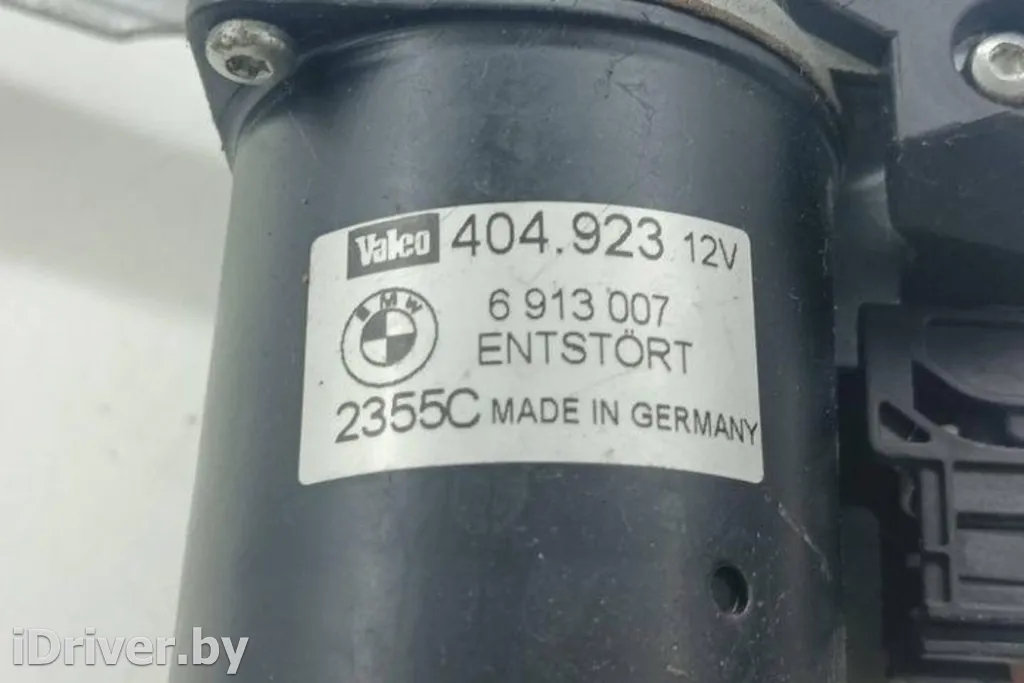 Valeo 404.923 12V
BMW
6 913 007
ENTSTÖRT
2355C MADE IN GERMANY
iDriver.by